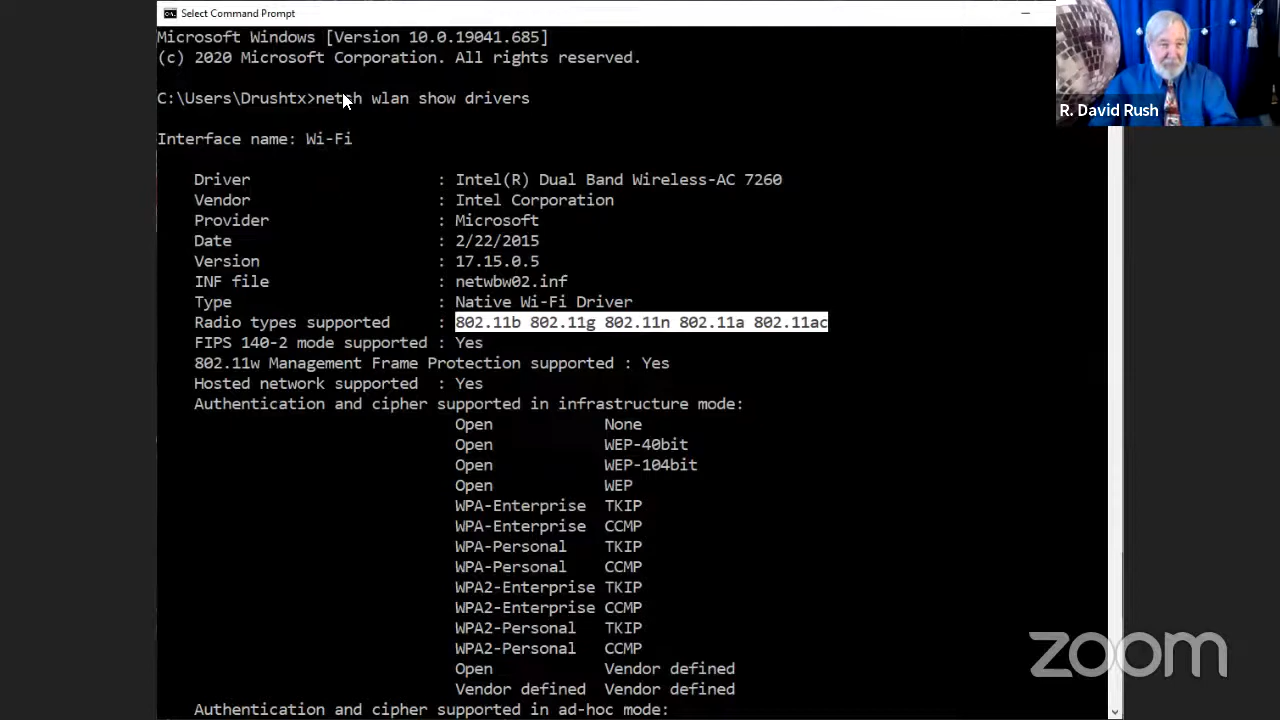 Select Command Prompt
Microsoft Windows [Version 10.0.19041.685]
(c) 2020 Microsoft Corporation. All rights reserved.
C:\Users\Drushtx>netsh wlan show drivers
Interface name: Wi-Fi
Driver : Intel(R) Dual Band Wireless-AC 7260
Vendor : Intel Corporation
Provider : Microsoft
Date : 2/22/2015
Version : 17.15.0.5
INF file : netwbw02.inf
Type : Native Wi-Fi Driver
Radio types supported : 802.11b 802.11g 802.11n 802.11a 802.11ac
FIPS 140-2 mode supported : Yes
802.11w Management Frame Protection supported : Yes
Hosted network supported : Yes
Authentication and cipher supported in infrastructure mode:
Open None
Open WEP-40bit
Open WEP-104bit
Open WEP
WPA-Enterprise TKIP
WPA-Enterprise CCMP
WPA-Personal TKIP
WPA-Personal CCMP
WPA2-Enterprise TKIP
WPA2-Enterprise CCMP
WPA2-Personal TKIP
WPA2-Personal CCMP
Open Vendor defined
Vendor defined Vendor defined
Authentication and cipher supported in ad-hoc mode:
R. David Rush
zoom